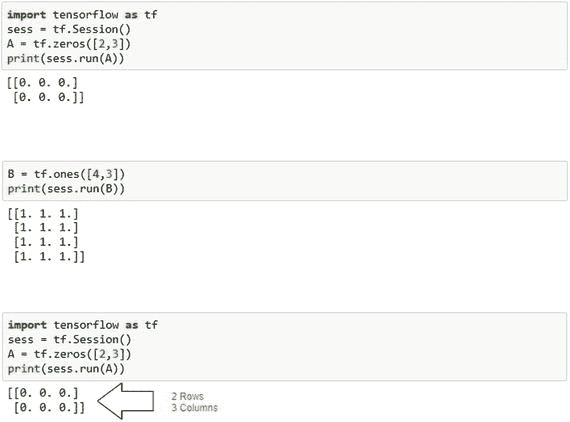 import tensorflow as tf
sess = tf.Session()
A = tf.zeros([2,3])
print(sess.run(A))
[[0. 0. 0.]
 [0. 0. 0.]]
B = tf.ones([4,3])
print(sess.run(B))
[[1. 1. 1.]
 [1. 1. 1.]
 [1. 1. 1.]
 [1. 1. 1.]]
import tensorflow as tf
sess = tf.Session()
A = tf.zeros([2,3])
print(sess.run(A))
[[0. 0. 0.]
 [0. 0. 0.]]
2 Rows
3 Columns